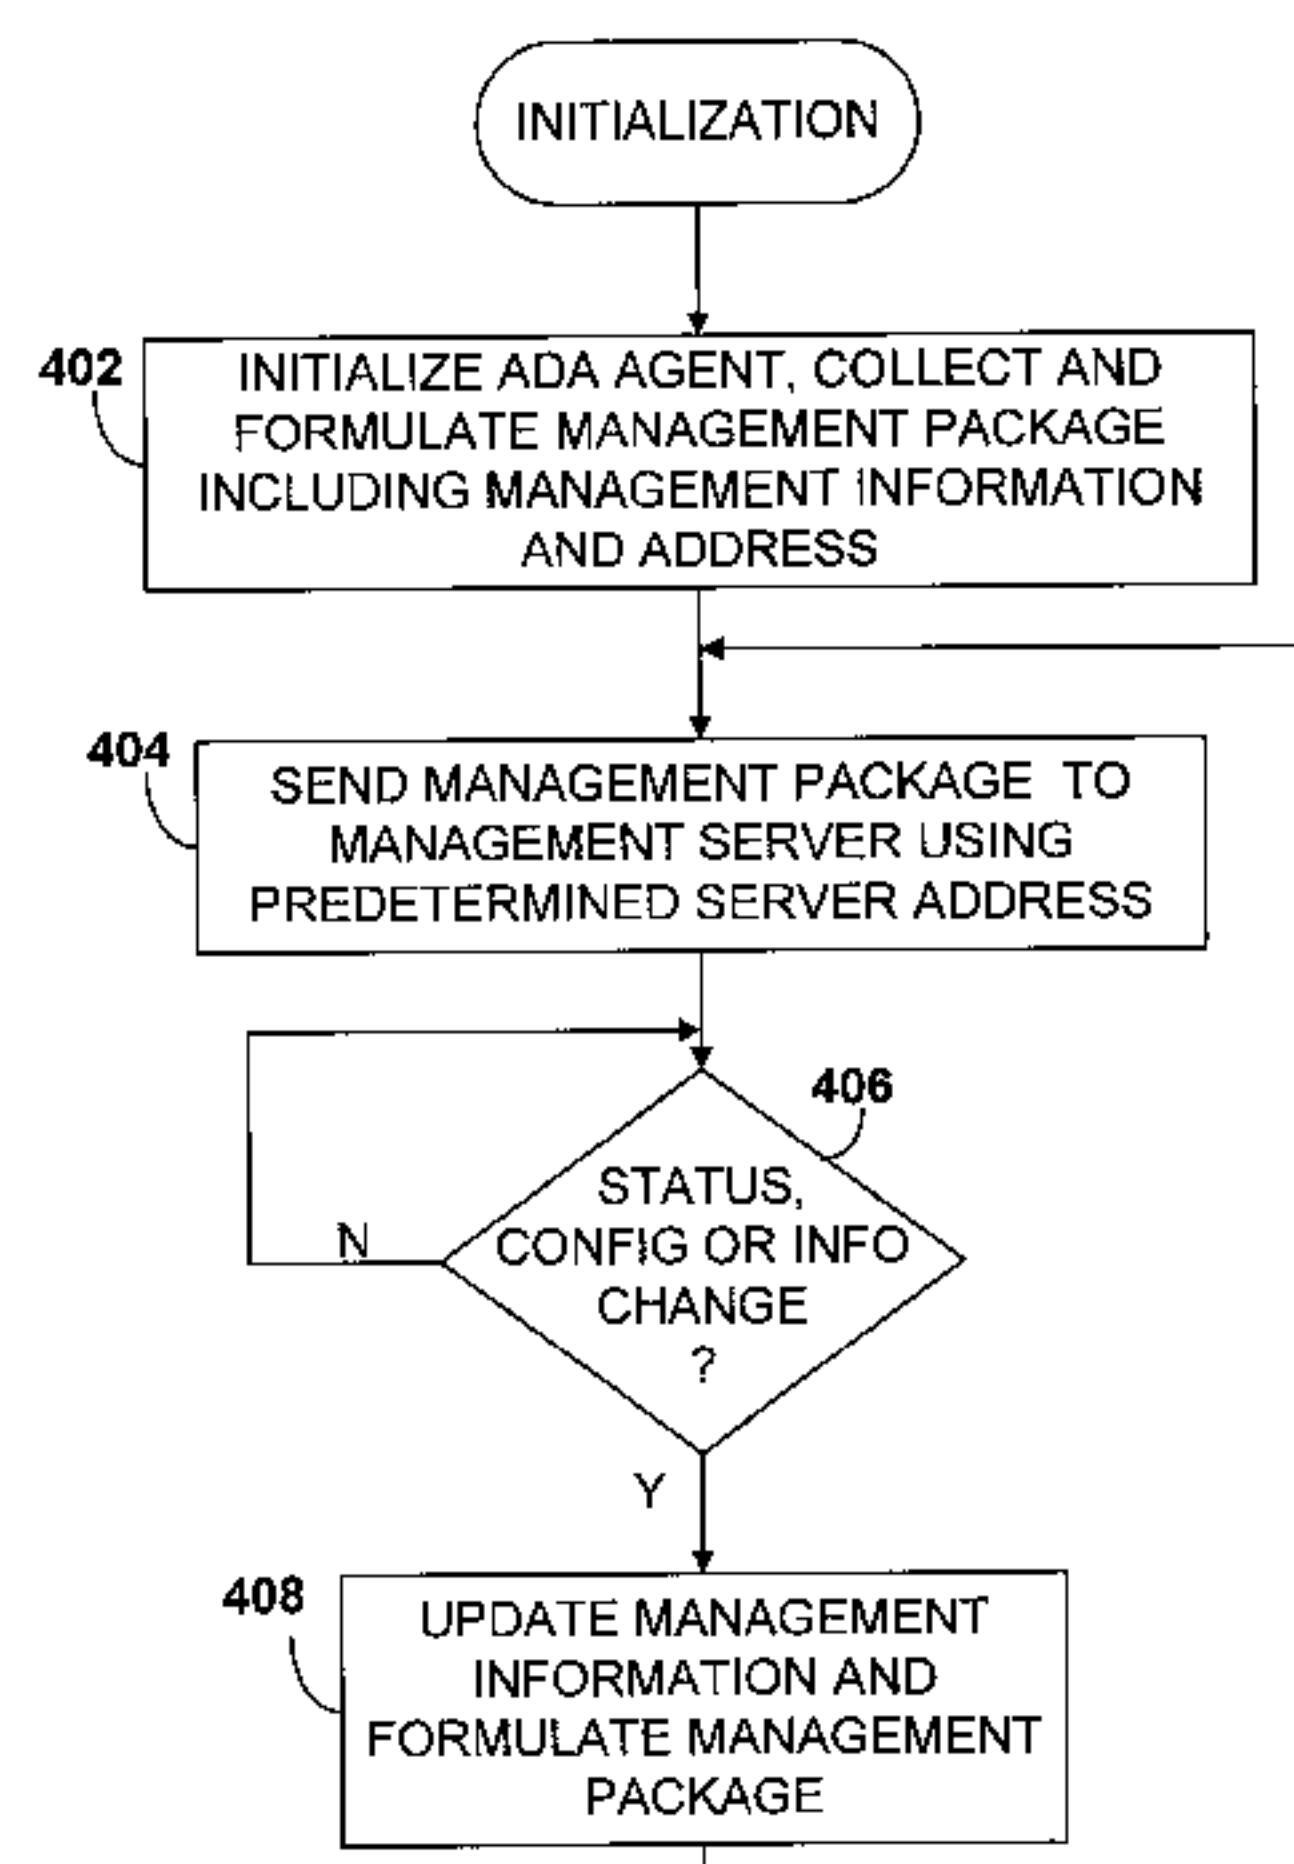 INITIALIZATION
402
INITIALIZE ADA AGENT, COLLECT AND
FORMULATE MANAGEMENT PACKAGE
INCLUDING MANAGEMENT INFORMATION
AND ADDRESS
404
SEND MANAGEMENT PACKAGE TO
MANAGEMENT SERVER USING
PREDETERMINED SERVER ADDRESS
406
STATUS,
CONFIG OR INFO
CHANGE
?
N
Y
408
UPDATE MANAGEMENT
INFORMATION AND
FORMULATE MANAGEMENT
PACKAGE